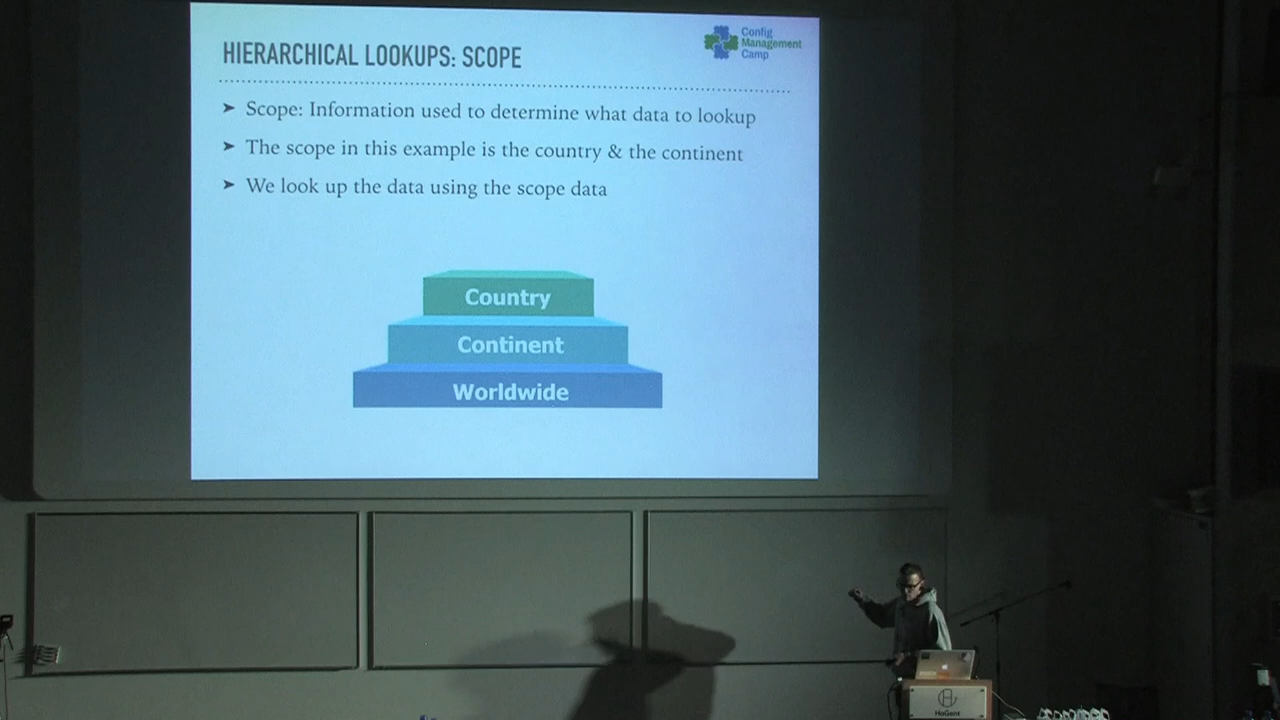 HIERARCHICAL LOOKUPS: SCOPE
Config
Management
Camp
➤ Scope: Information used to determine what data to lookup
➤ The scope in this example is the country & the continent
➤ We look up the data using the scope data
Country
Continent
Worldwide
HoGent